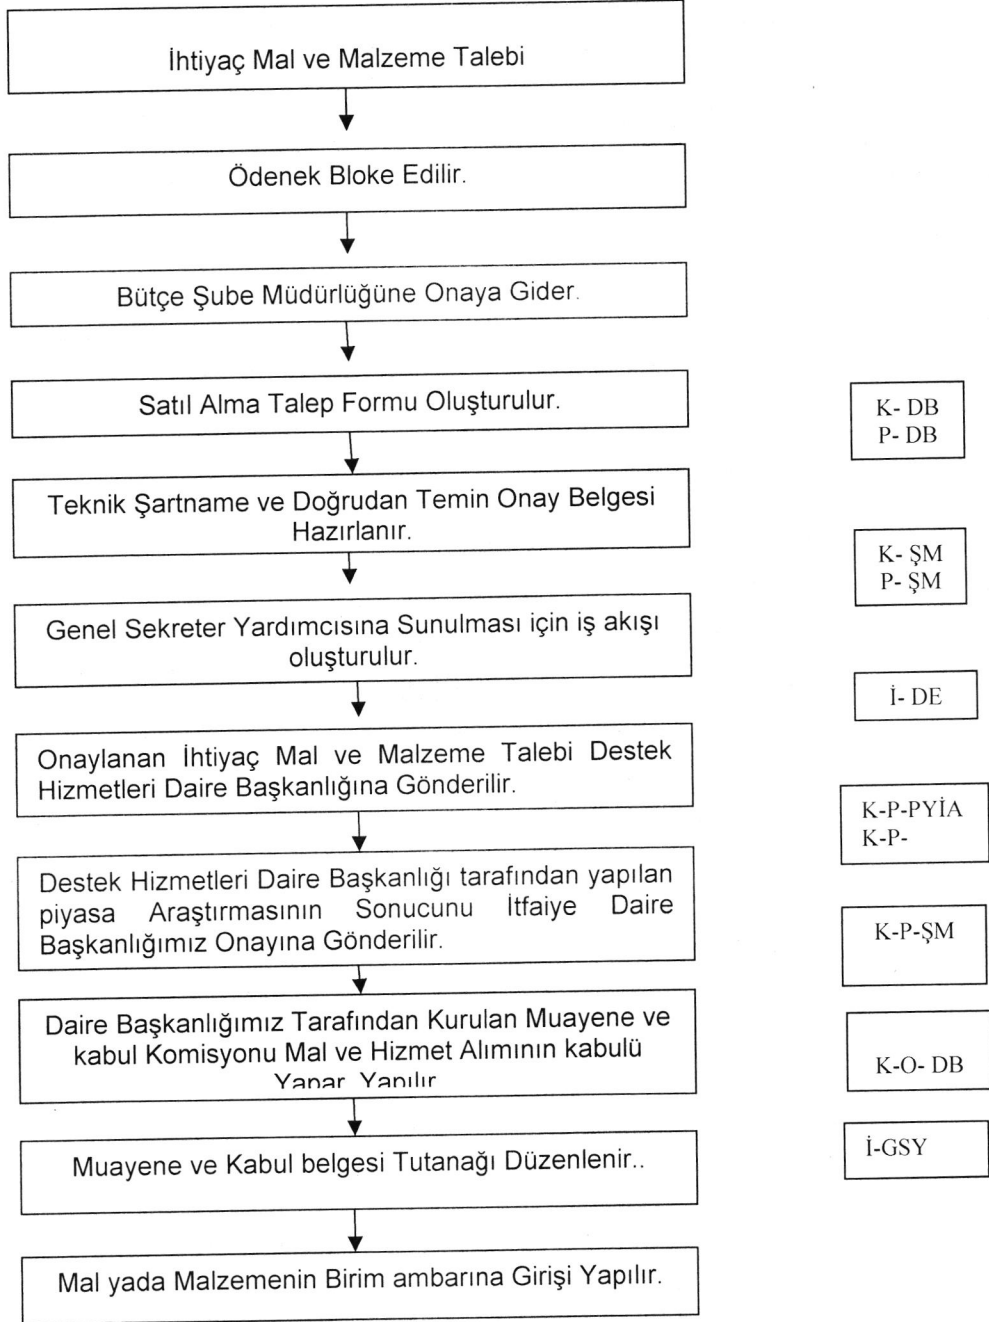 İhtiyaç Mal ve Malzeme Talebi
Ödenek Bloke Edilir.
Bütçe Şube Müdürlüğüne Onaya Gider.
Satıl Alma Talep Formu Oluşturulur.
K- DB
P- DB
Teknik Şartname ve Doğrudan Temin Onay Belgesi
Hazırlanır.
K- ŞM
P- ŞM
Genel Sekreter Yardımcısına Sunulması için iş akışı
oluşturulur.
İ- DE
Onaylanan İhtiyaç Mal ve Malzeme Talebi Destek
Hizmetleri Daire Başkanlığına Gönderilir.
K-P-PYİA
K-P-
Destek Hizmetleri Daire Başkanlığı tarafından yapılan
piyasa Araştırmasının Sonucunu İtfaiye Daire
Başkanlığımız Onayına Gönderilir.
K-P-ŞM
Daire Başkanlığımız Tarafından Kurulan Muayene ve
kabul Komisyonu Mal ve Hizmet Alımının kabulü
Yapar Yapılır
K-O- DB
Muayene ve Kabul belgesi Tutanağı Düzenlenir..
İ-GSY
Mal yada Malzemenin Birim ambarına Girişi Yapılır.